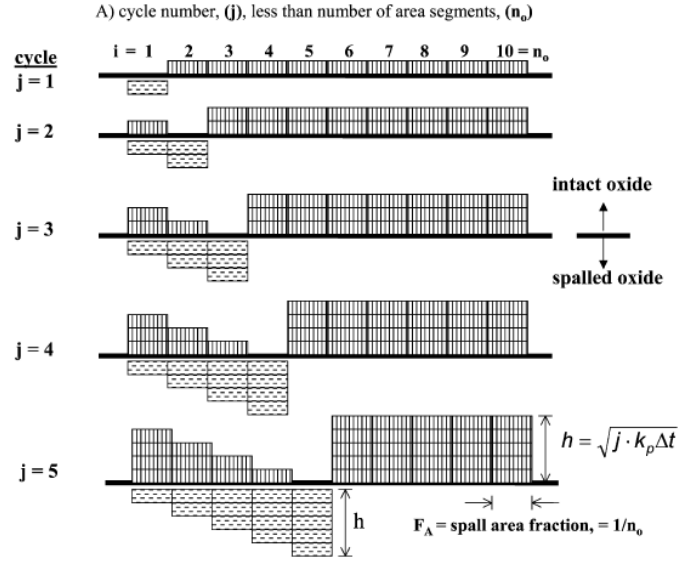 A) cycle number, (j), less than number of area segments, (nₒ)
cycle
i = 1 2 3 4 5 6 7 8 9 10 = nₒ
j = 1
j = 2
j = 3
intact oxide
spalled oxide
j = 4
j = 5
h = √(j · kₚΔt)
h
F_A = spall area fraction, = 1/nₒ